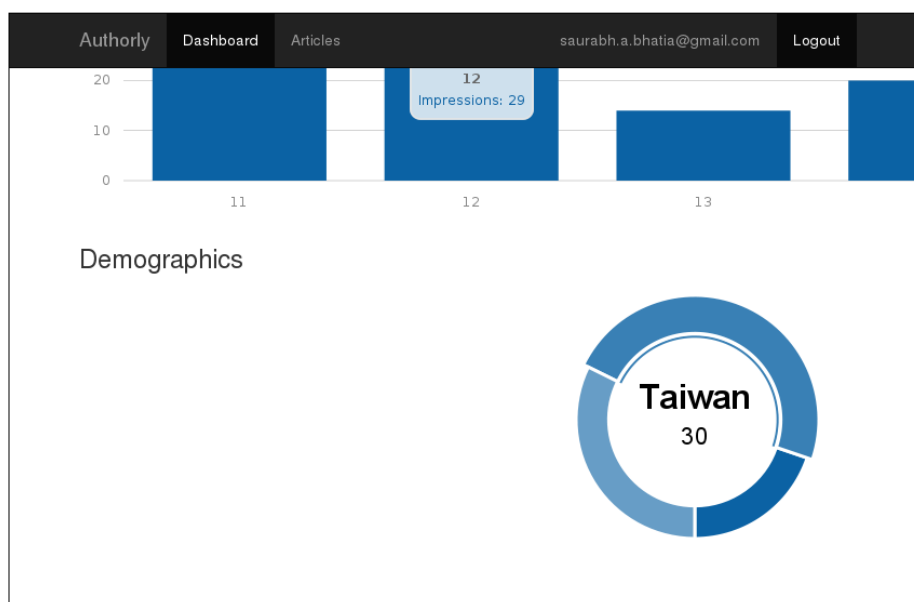 Authorly Dashboard Articles saurabh.a.bhatia@gmail.com Logout
20
12
Impressions: 29
10
0
11 12 13
Demographics
Taiwan
30